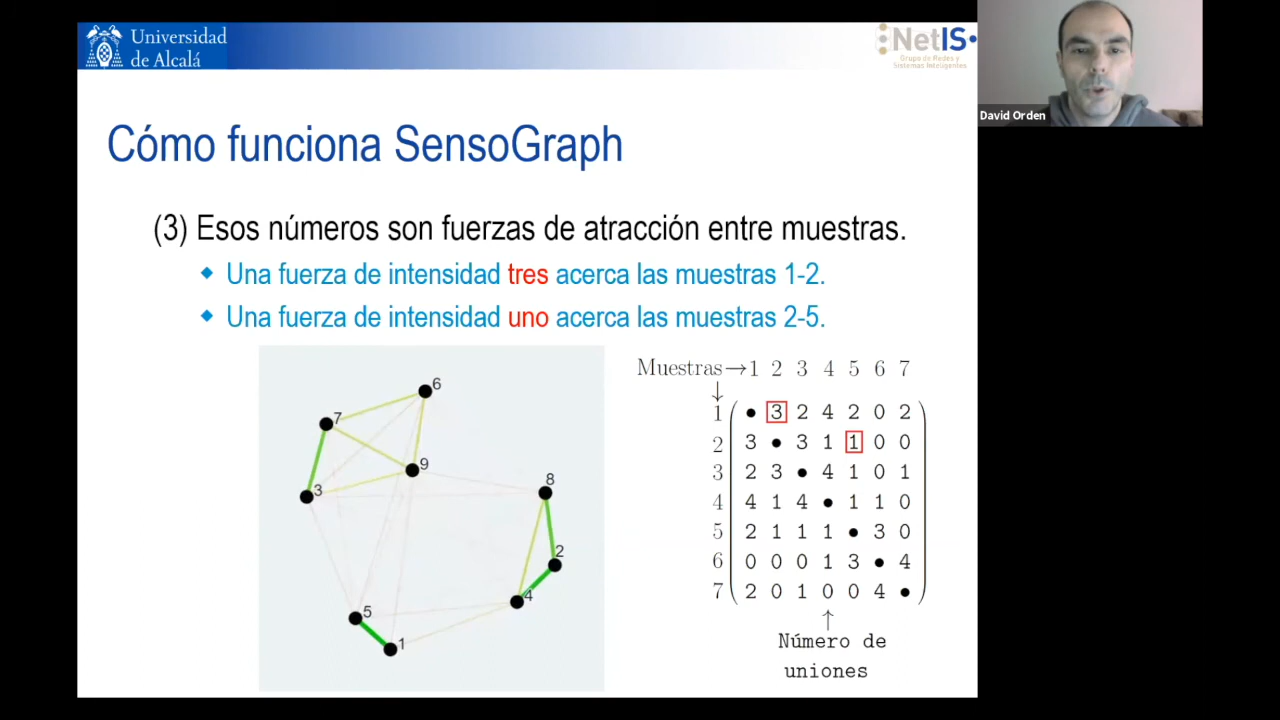 Universidad
de Alcalá
NetIS
Grupo de Redes y
Sistemas Inteligentes
David Orden
Cómo funciona SensoGraph
(3) Esos números son fuerzas de atracción entre muestras.
Una fuerza de intensidad tres acerca las muestras 1-2.
Una fuerza de intensidad uno acerca las muestras 2-5.
6
7
9
3
8
2
4
5
1
Muestras → 1 2 3 4 5 6 7
↓
1 ( • 3 2 4 2 0 2 )
2 3 • 3 1 1 0 0
3 2 3 • 4 1 0 1
4 4 1 4 • 1 1 0
5 2 1 1 1 • 3 0
6 0 0 0 1 3 • 4
7 2 0 1 0 0 4 •
↑
Número de
uniones